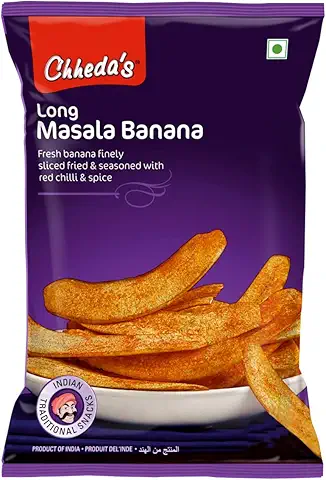 Chheda's
Long
Masala Banana
Fresh banana finely
sliced fried & seasoned with
red chilli & spice
INDIAN
TRADITIONAL SNACKS
PRODUCT OF INDIA • PRODUIT DEL'INDE • المنتج من الهند